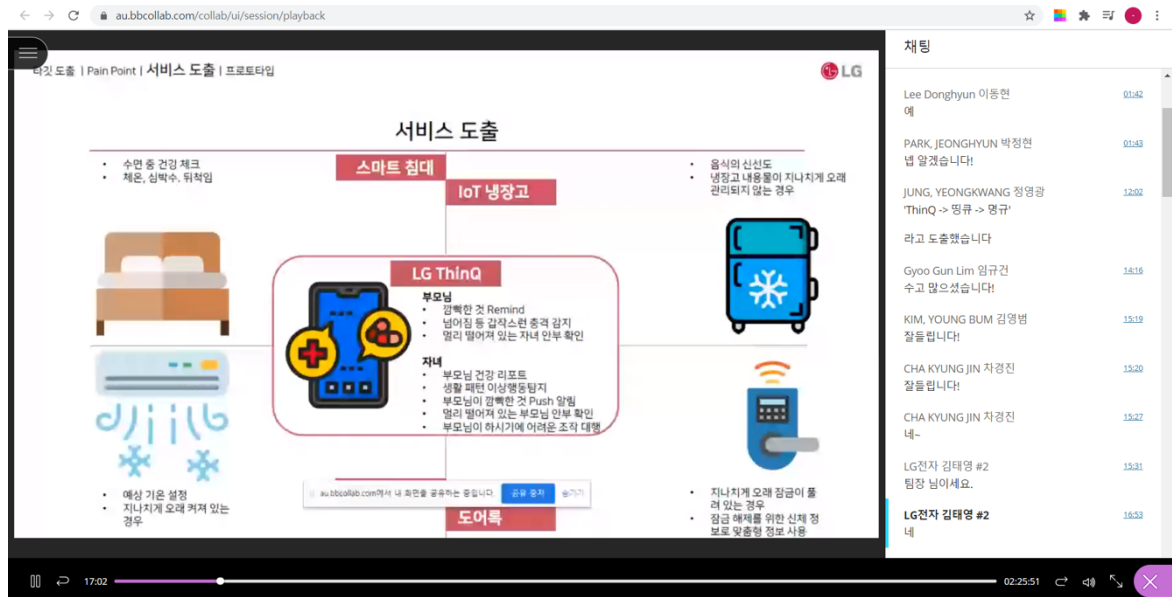 au.bbcollab.com/collab/ui/session/playback
타깃 도출 | Pain Point | 서비스 도출 | 프로토타입
LG
서비스 도출
• 수면 중 건강 체크
• 체온, 심박수, 뒤척임
스마트 침대
IoT 냉장고
• 음식의 신선도
• 냉장고 내용물이 지나치게 오래
관리되지 않는 경우
LG ThinQ
부모님
• 깜빡한 것 Remind
• 넘어짐 등 갑작스런 충격 감지
• 멀리 떨어져 있는 자녀 안부 확인
자녀
• 부모님 건강 리포트
• 생활 패턴 이상행동탐지
• 부모님이 깜빡한 것 Push 알림
• 멀리 떨어져 있는 부모님 안부 확인
• 부모님이 하시기에 어려운 조작 대행
• 예상 기온 설정
• 지나치게 오래 켜져 있는
경우
au.bbcollab.com에서 내 화면을 공유하는 중입니다.
공유 중지
숨기기
도어록
• 지나치게 오래 잠금이 풀
려 있는 경우
• 잠금 해제를 위한 신체 정
보로 맞춤형 정보 사용
채팅
Lee Donghyun 이동현 01:42
예
PARK, JEONGHYUN 박정현 01:43
넵 알겠습니다!
JUNG, YEONGKWANG 정영광 12:02
'ThinQ -> 띵큐 -> 명규'
라고 도출했습니다
Gyoo Gun Lim 임규건 14:16
수고 많으셨습니다!
KIM, YOUNG BUM 김영범 15:19
잘들립니다!
CHA KYUNG JIN 차경진 15:20
잘들립니다!
CHA KYUNG JIN 차경진 15:27
네~
LG전자 김태영 #2 15:31
팀장 님이세요.
LG전자 김태영 #2 16:53
네
17:02
02:25:51